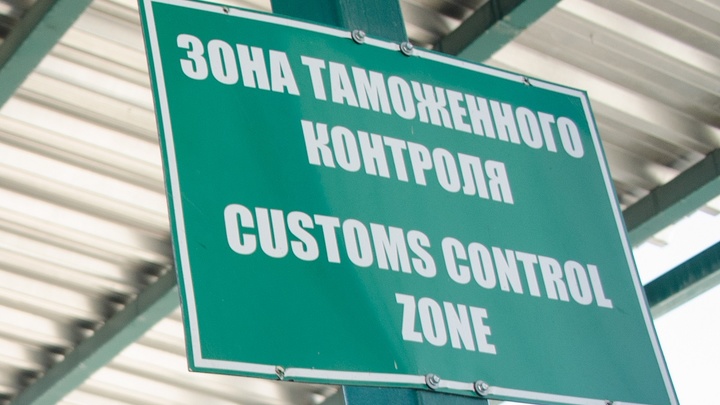 ЗОНА ТАМОЖЕННОГО
КОНТРОЛЯ
CUSTOMS CONTROL
ZONE